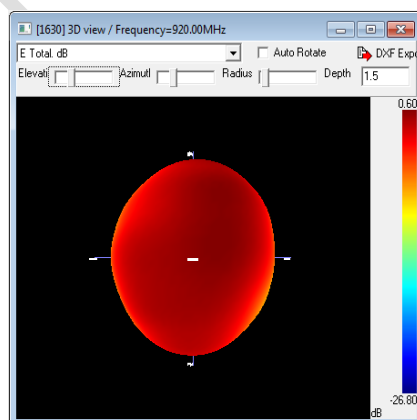 [1630] 3D view / Frequency=920.00MHz
E Total. dB Auto Rotate DXF Expo
Elevati Azimutl Radius Depth 1.5
0.60
-26.80
dB